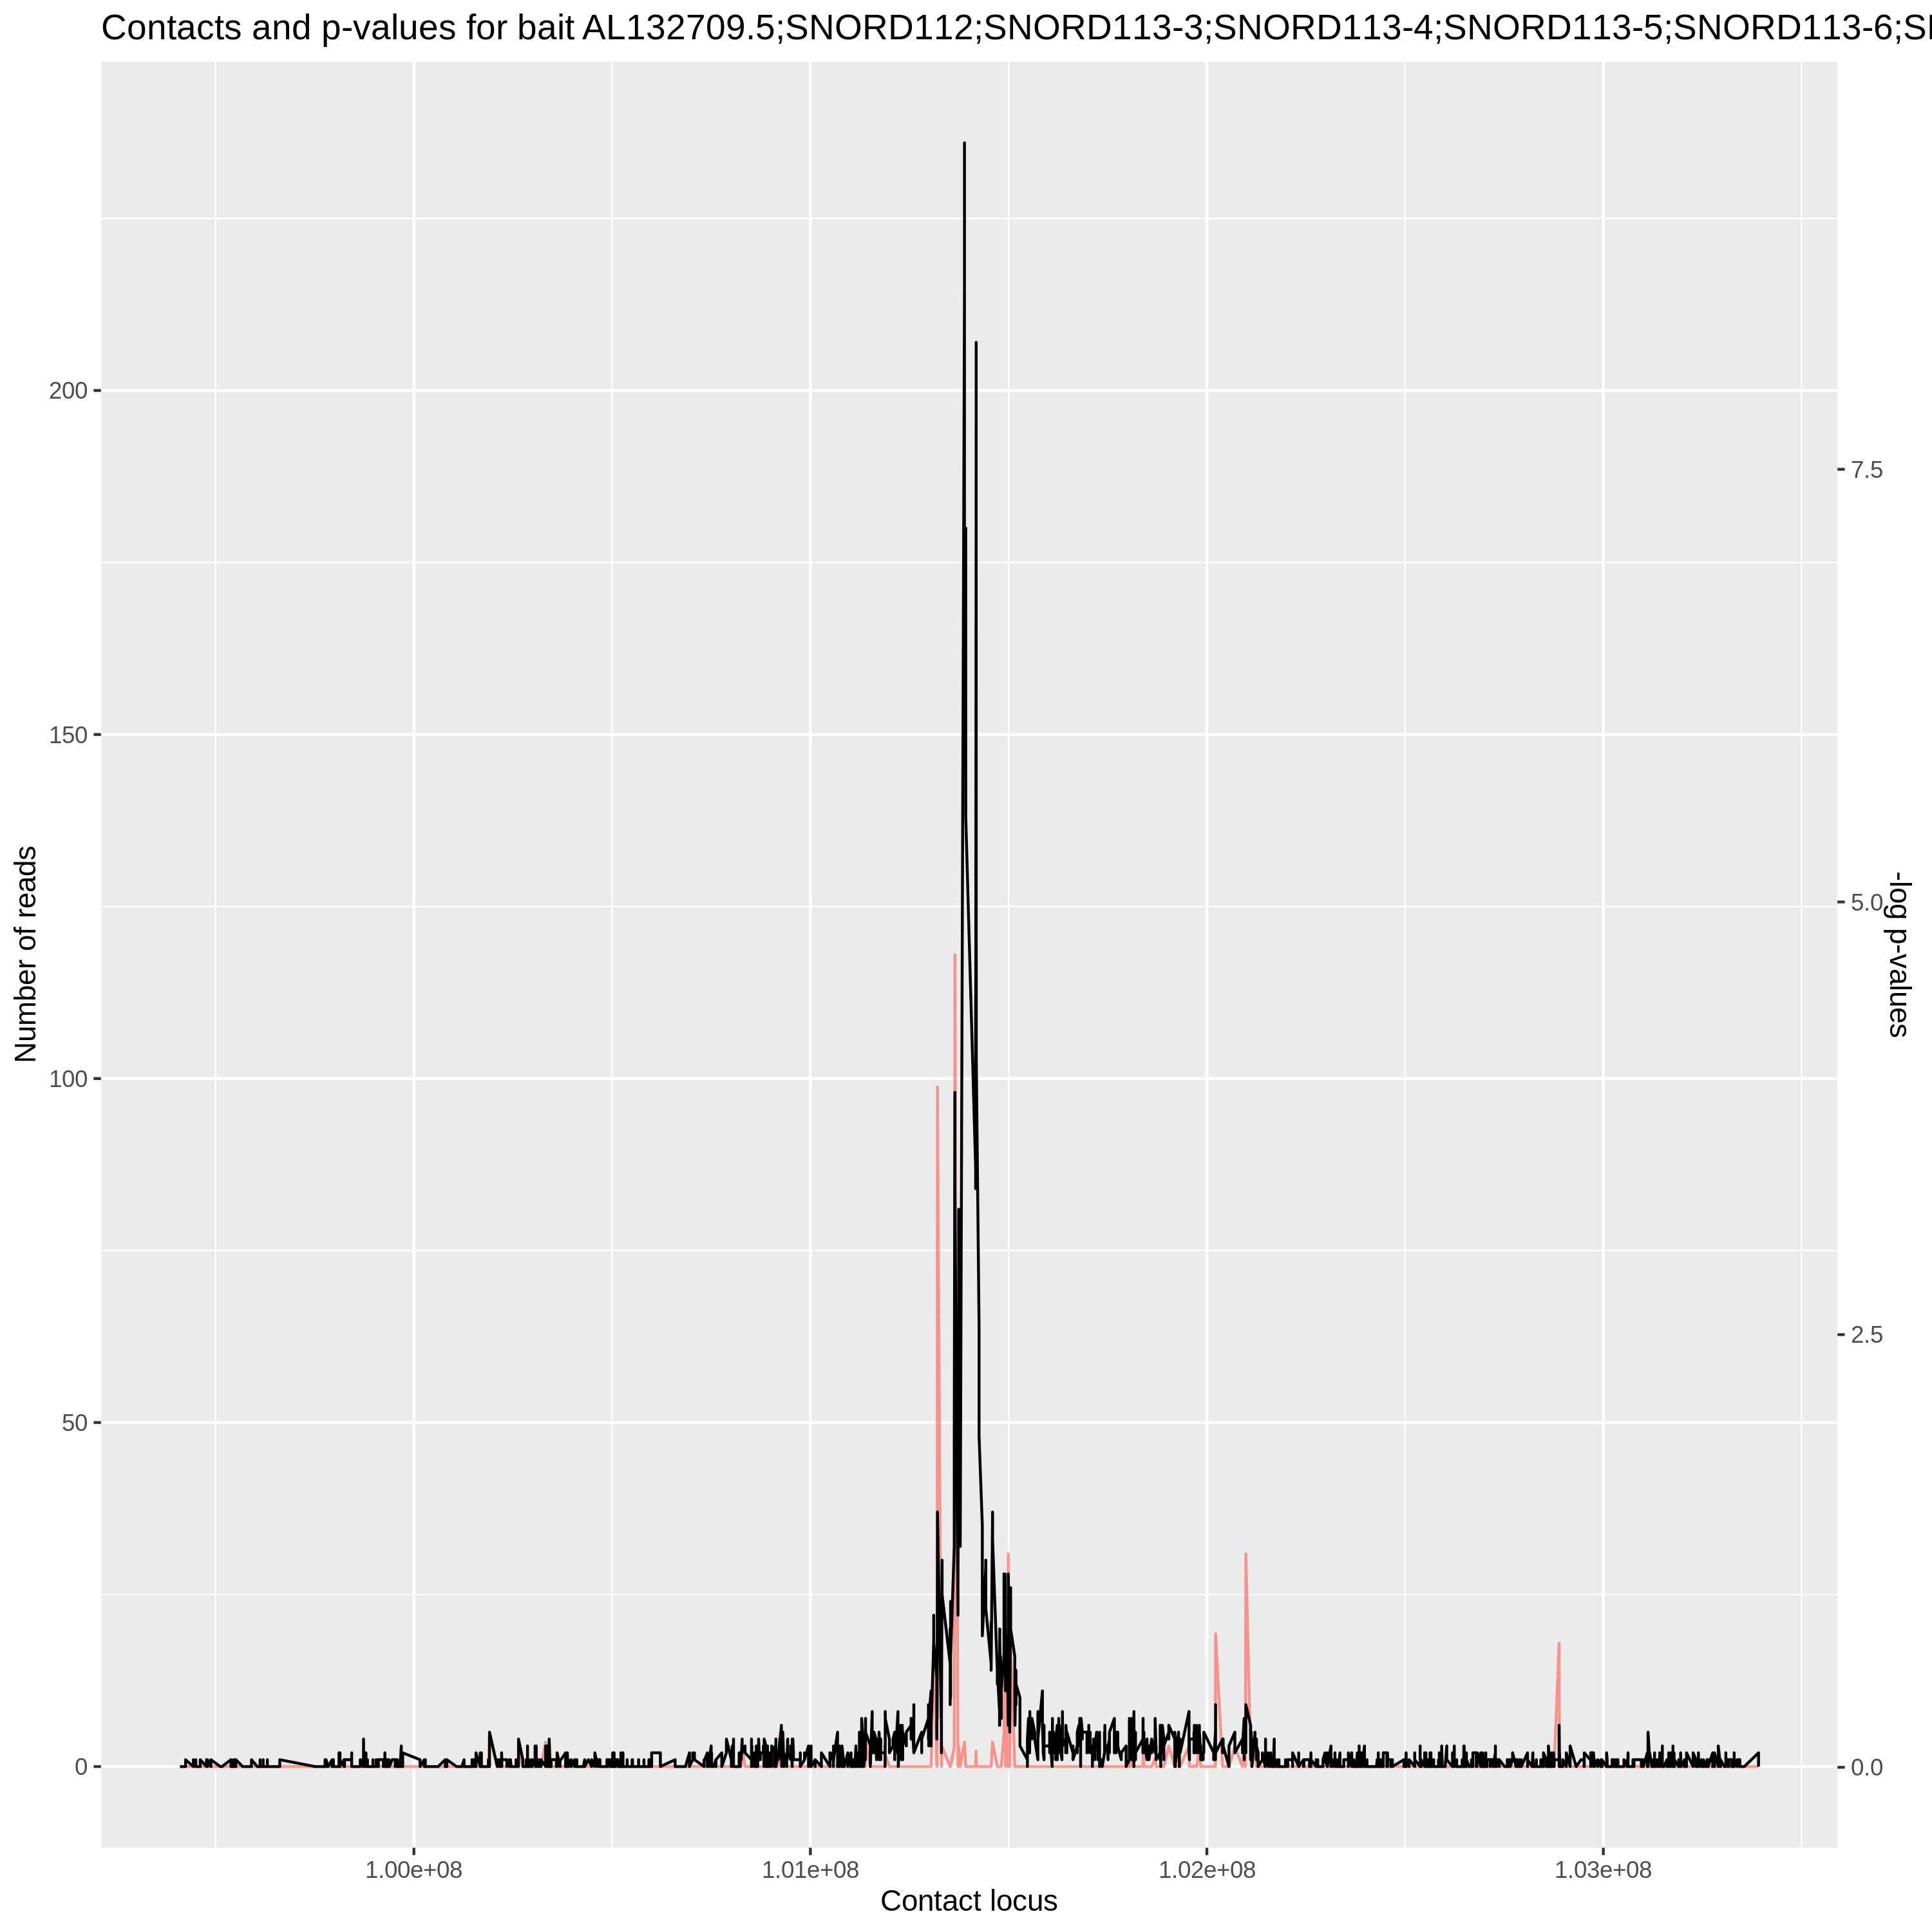 Contacts and p-values for bait AL132709.5;SNORD112;SNORD113-3;SNORD113-4;SNORD113-5;SNORD113-6;S
Number of reads
200
150
100
50
0
7.5
5.0
2.5
0.0
-log p-values
1.00e+08
1.01e+08
1.02e+08
1.03e+08
Contact locus